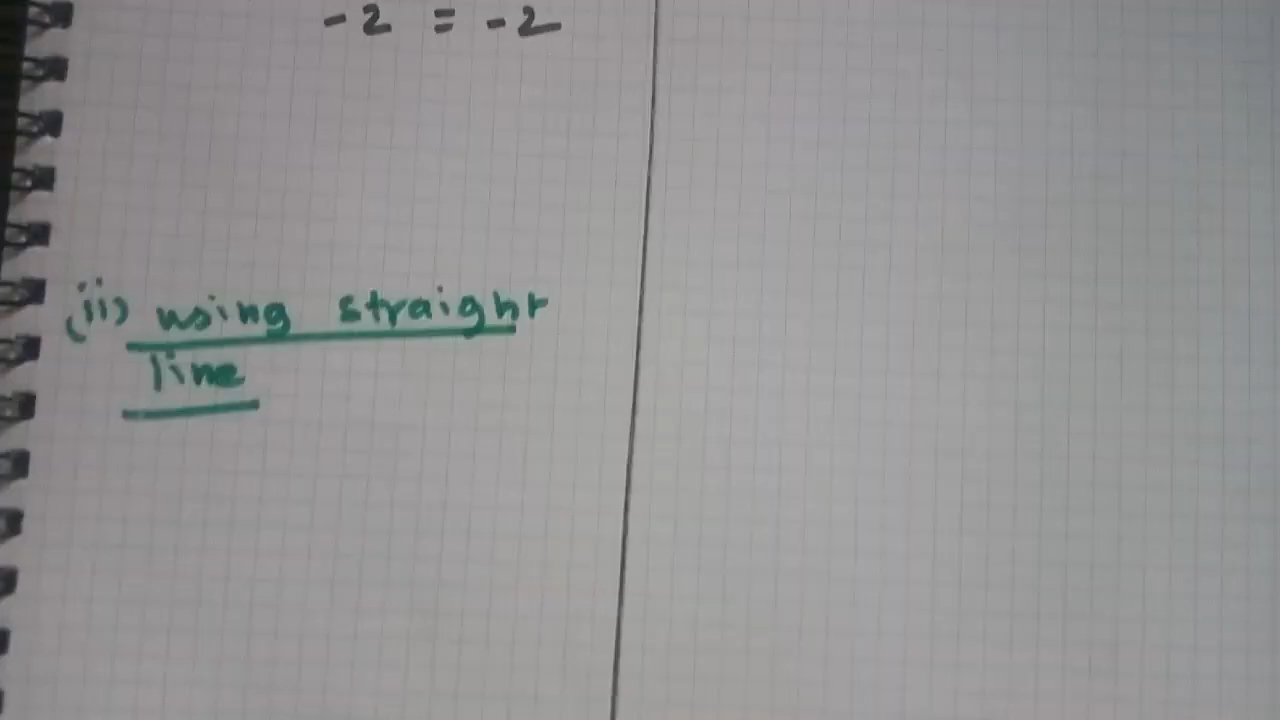 -2 = -2
(ii) using straight
line